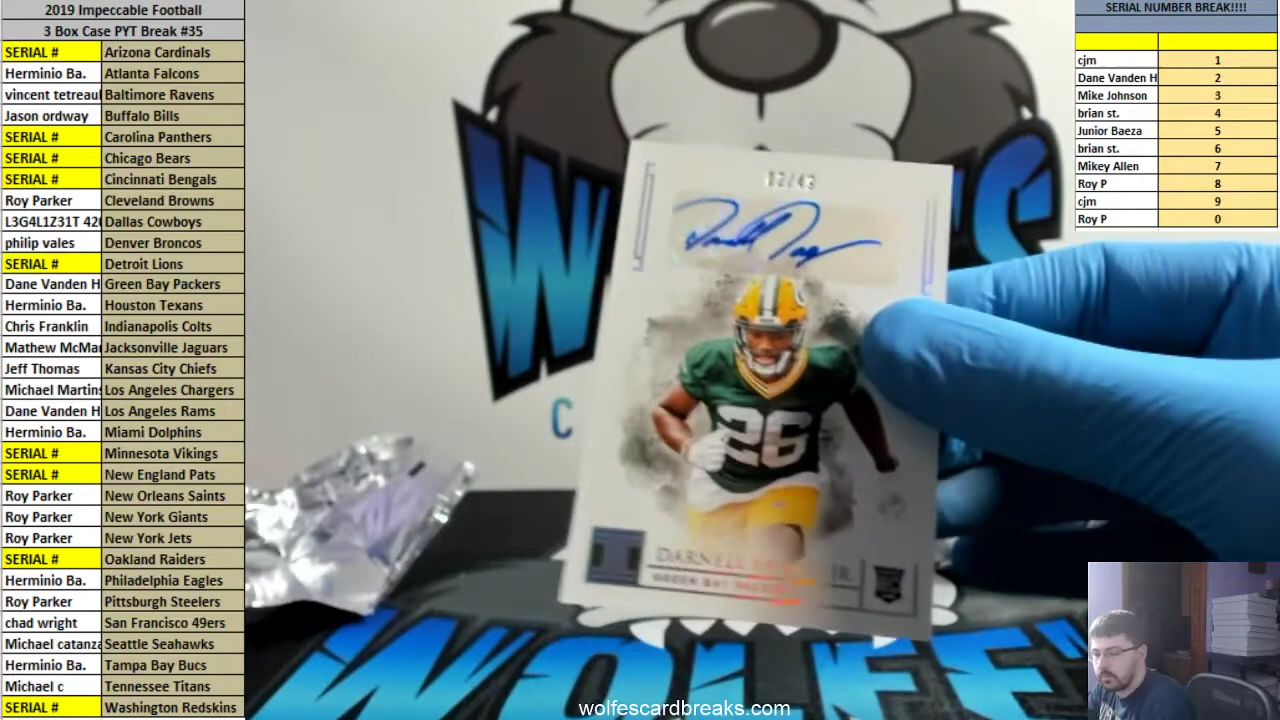 2019 Impeccable Football
3 Box Case PYT Break #35
SERIAL # Arizona Cardinals
Herminio Ba. Atlanta Falcons
vincent tetreaul Baltimore Ravens
Jason ordway Buffalo Bills
SERIAL # Carolina Panthers
SERIAL # Chicago Bears
SERIAL # Cincinnati Bengals
Roy Parker Cleveland Browns
L3G4L1Z31T 420 Dallas Cowboys
philip vales Denver Broncos
SERIAL # Detroit Lions
Dane Vanden H Green Bay Packers
Herminio Ba. Houston Texans
Chris Franklin Indianapolis Colts
Mathew McMar Jacksonville Jaguars
Jeff Thomas Kansas City Chiefs
Michael Martins Los Angeles Chargers
Dane Vanden H Los Angeles Rams
Herminio Ba. Miami Dolphins
SERIAL # Minnesota Vikings
SERIAL # New England Pats
Roy Parker New Orleans Saints
Roy Parker New York Giants
Roy Parker New York Jets
SERIAL # Oakland Raiders
Herminio Ba. Philadelphia Eagles
Roy Parker Pittsburgh Steelers
chad wright San Francisco 49ers
Michael catanza Seattle Seahawks
Herminio Ba. Tampa Bay Bucs
Michael c Tennessee Titans
SERIAL # Washington Redskins
SERIAL NUMBER BREAK!!!!
cjm 1
Dane Vanden H 2
Mike Johnson 3
brian st. 4
Junior Baeza 5
brian st. 6
Mikey Allen 7
Roy P 8
cjm 9
Roy P 0
26
DARNELL JR.
GREEN BAY
WOLFE
wolfescardbreaks.com